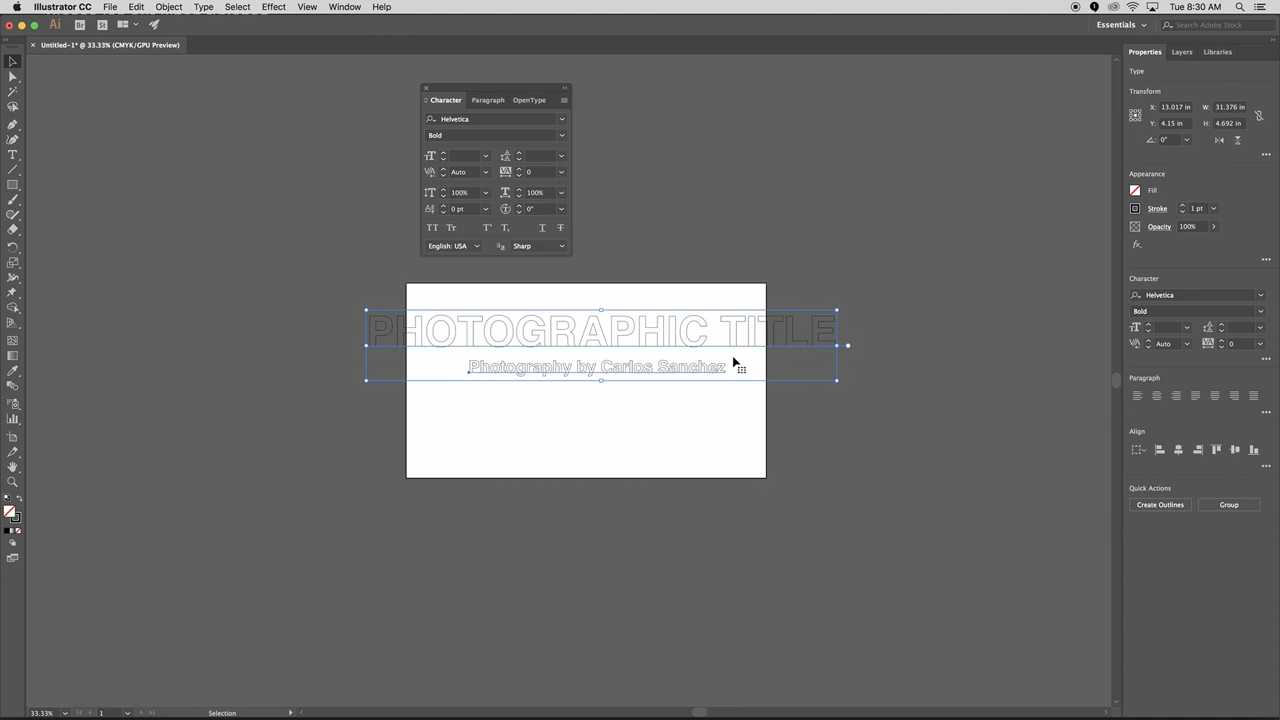 Illustrator CC File Edit Object Type Select Effect View Window Help
Tue 8:30 AM
Ai Br St
Essentials
Search Adobe Stock
Untitled-1* @ 33.33% (CMYK/GPU Preview)
Properties Layers Libraries
Type
Transform
X: 13.017 in W: 31.376 in
Y: 4.15 in H: 4.692 in
0°
Appearance
Fill
Stroke 1 pt
Opacity 100%
fx.
Character
Helvetica
Bold
Auto 0
Paragraph
Align
Quick Actions
Create Outlines Group
Character Paragraph OpenType
Helvetica
Bold
Auto 0
100% 100%
0 pt 0°
English: USA Sharp
PHOTOGRAPHIC TITLE
Photography by Carlos Sanchez
33.33% 1 Selection